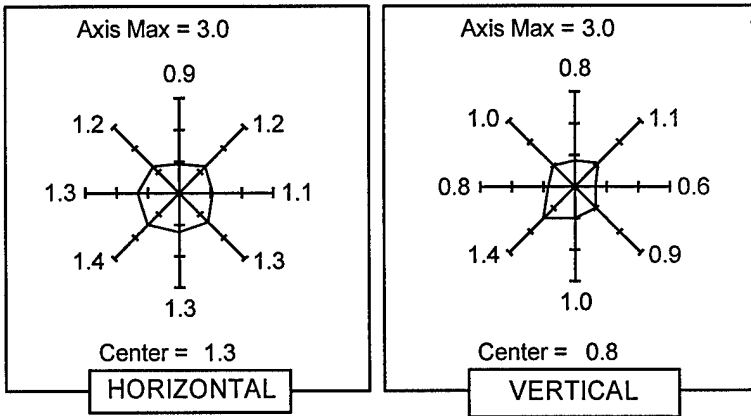 Axis Max = 3.0
0.9
1.2
1.2
1.3
1.1
1.4
1.3
1.3
Center = 1.3
HORIZONTAL
Axis Max = 3.0
0.8
1.0
1.1
0.8
0.6
1.4
0.9
1.0
Center = 0.8
VERTICAL